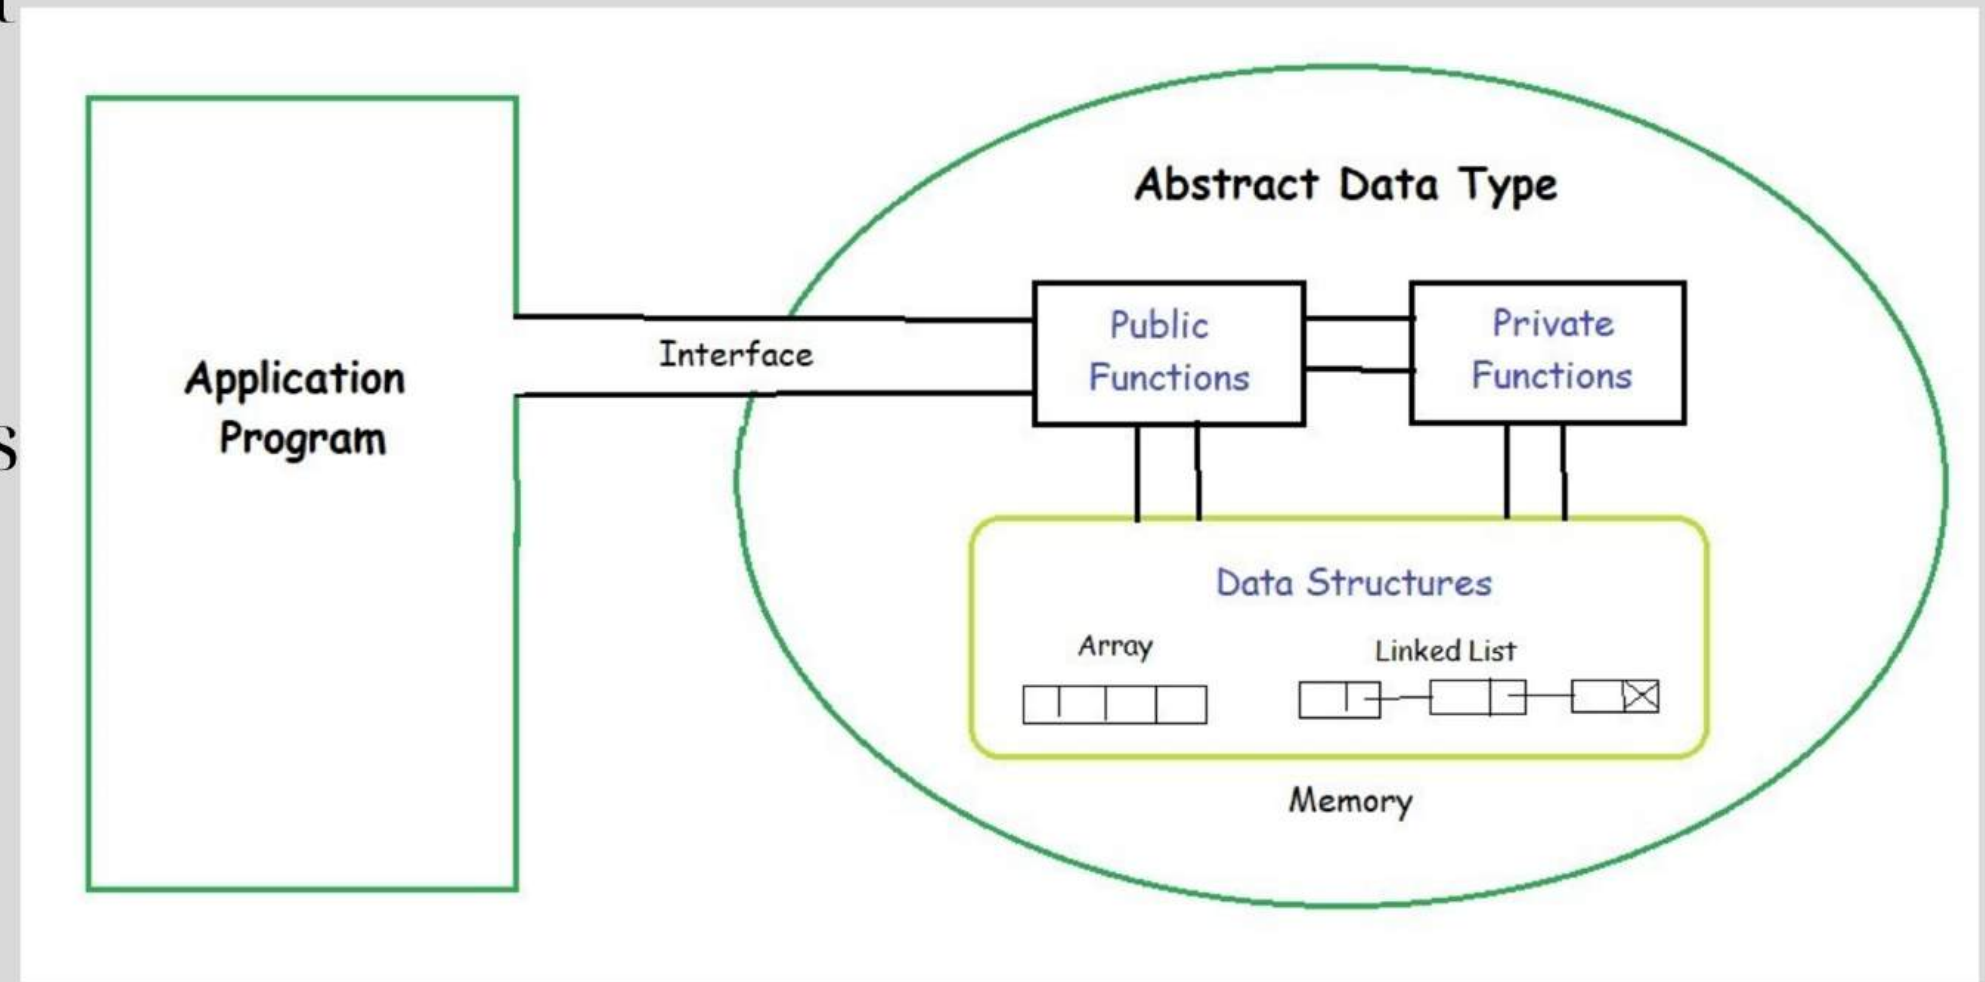 Abstract Data Type
Public
Functions
Private
Functions
Interface
Application
Program
Data Structures
Array
Linked List
Memory
s